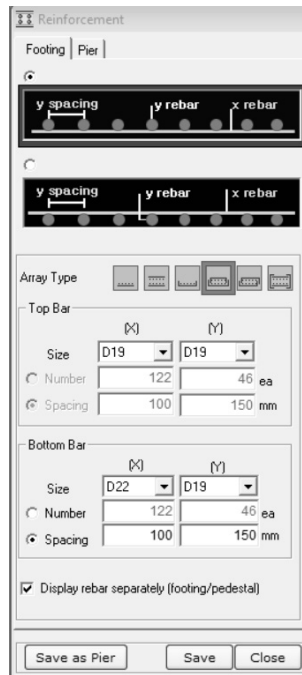 Reinforcement
Footing Pier
y spacing y rebar x rebar
y spacing y rebar x rebar
Array Type
Top Bar
(X) (Y)
Size D19 D19
Number 122 46 ea
Spacing 100 150 mm
Bottom Bar
(X) (Y)
Size D22 D19
Number 122 46 ea
Spacing 100 150 mm
Display rebar separately (footing/pedestal)
Save as Pier Save Close